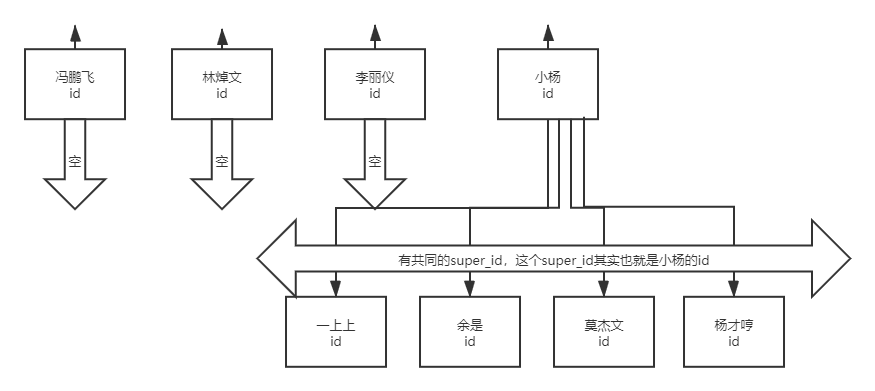 冯鹏飞
id
林焯文
id
李丽仪
id
小杨
id
空
空
空
有共同的super_id，这个super_id其实也就是小杨的id
一上上
id
余是
id
莫杰文
id
杨才哼
id